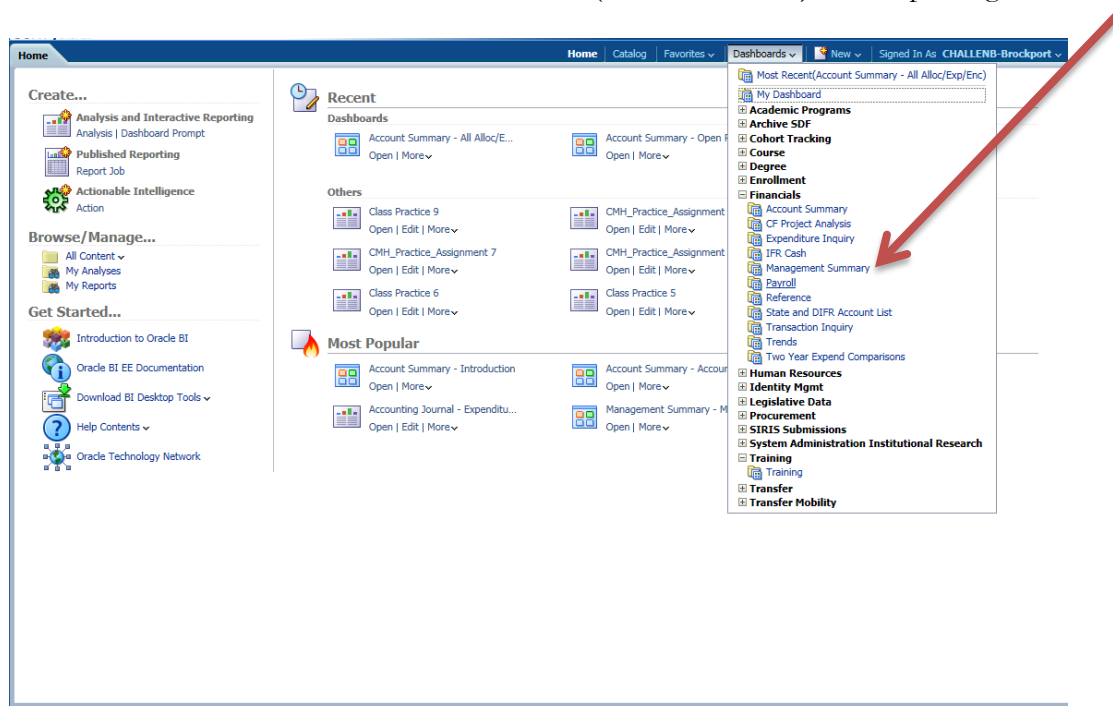 Home
Home Catalog Favorites Dashboards New Signed In As CHALLENB-Brockport
Create...
Analysis and Interactive Reporting
Analysis | Dashboard Prompt
Published Reporting
Report Job
Actionable Intelligence
Action
Browse/Manage...
All Content
My Analyses
My Reports
Get Started...
Introduction to Oracle BI
Oracle BI EE Documentation
Download BI Desktop Tools
Help Contents
Oracle Technology Network
Recent
Dashboards
Account Summary - All Alloc/E...
Open | More
Account Summary - Open
Open | More
Others
Class Practice 9
Open | Edit | More
CMH_Practice_Assignment
Open | Edit | More
CMH_Practice_Assignment 7
Open | Edit | More
CMH_Practice_Assignment
Open | Edit | More
Class Practice 6
Open | Edit | More
Class Practice 5
Open | Edit | More
Most Popular
Account Summary - Introduction
Open | More
Account Summary - Accour
Open | More
Accounting Journal - Expenditu...
Open | Edit | More
Management Summary - M
Open | More
Most Recent(Account Summary - All Alloc/Exp/Enc)
My Dashboard
Academic Programs
Archive SDF
Cohort Tracking
Course
Degree
Enrollment
Financials
Account Summary
CF Project Analysis
Expenditure Inquiry
IFR Cash
Management Summary
Payroll
Reference
State and DIFR Account List
Transaction Inquiry
Trends
Two Year Expend Comparisons
Human Resources
Identity Mgmt
Legislative Data
Procurement
SIRIS Submissions
System Administration Institutional Research
Training
Training
Transfer
Transfer Mobility